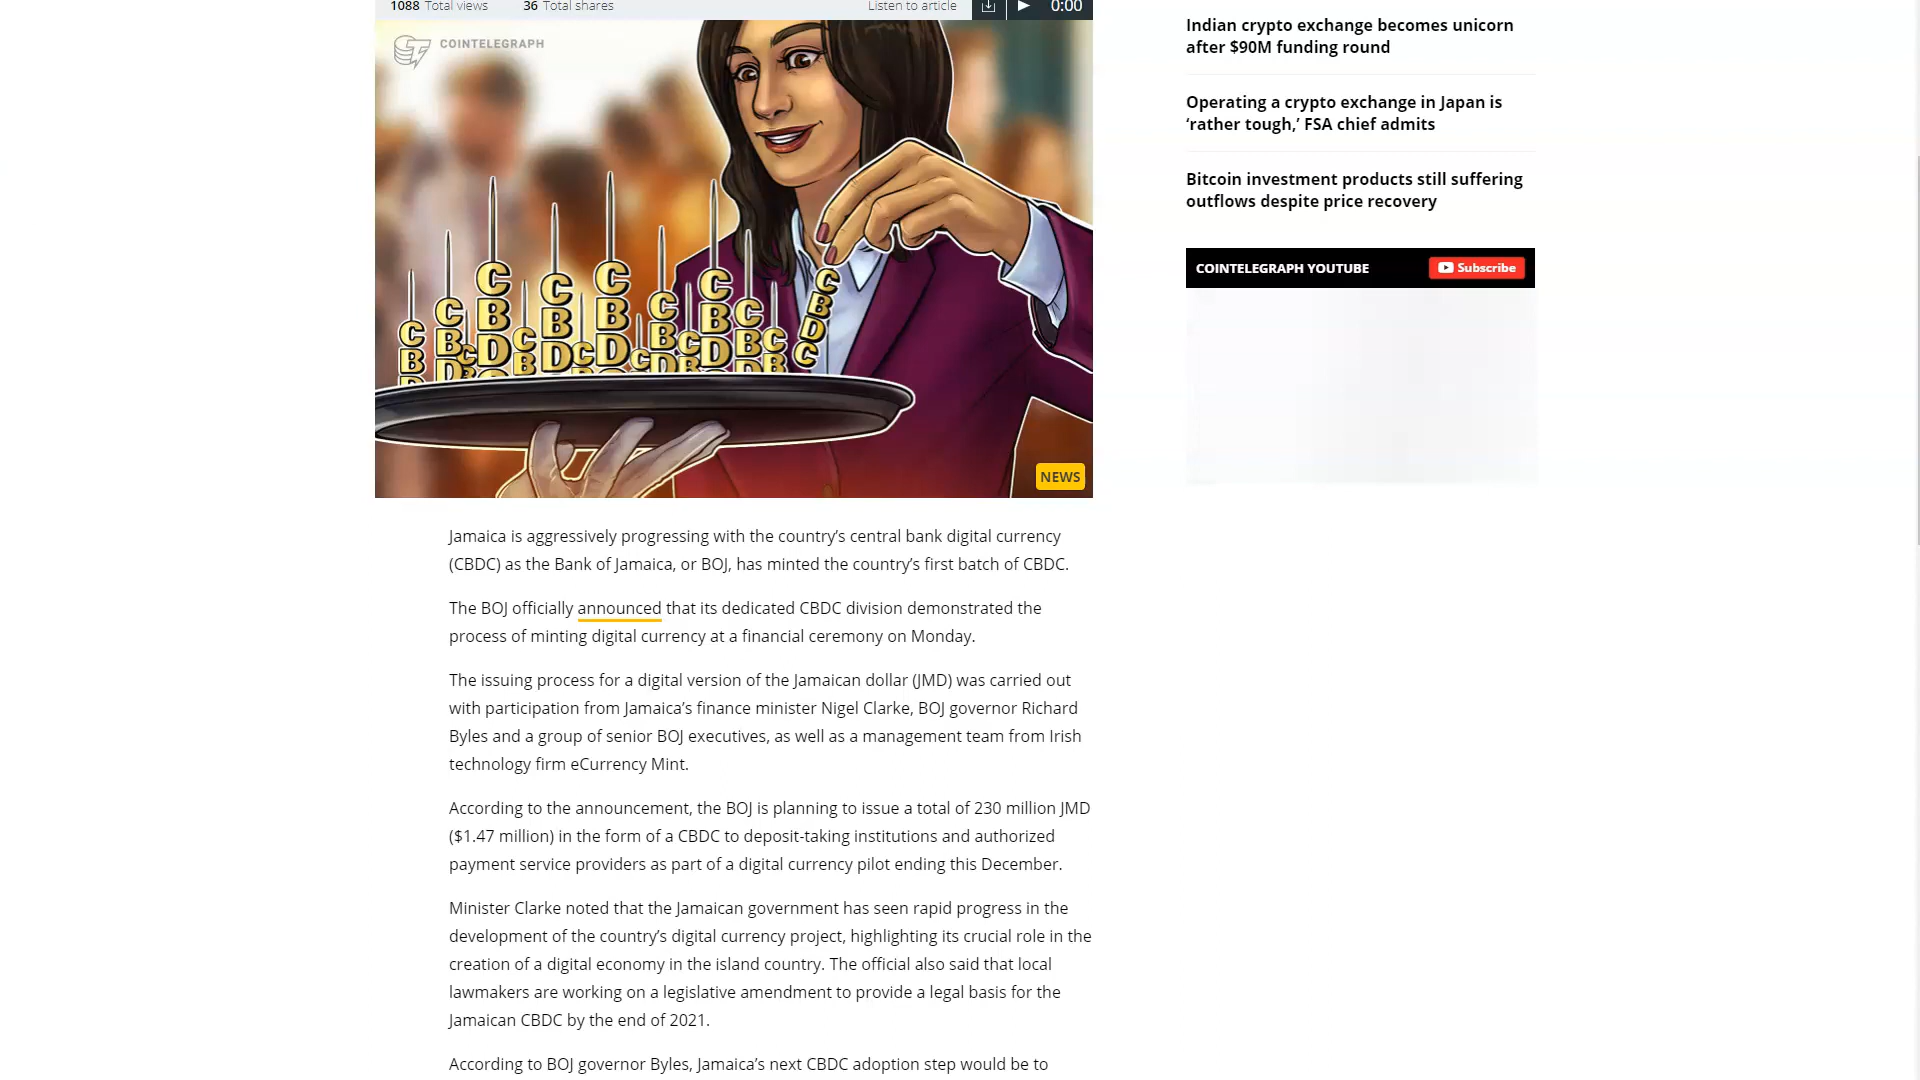 1088 Total views 36 Total shares Listen to article 0:00
COINTELEGRAPH
NEWS
Jamaica is aggressively progressing with the country’s central bank digital currency
(CBDC) as the Bank of Jamaica, or BOJ, has minted the country’s first batch of CBDC.
The BOJ officially announced that its dedicated CBDC division demonstrated the
process of minting digital currency at a financial ceremony on Monday.
The issuing process for a digital version of the Jamaican dollar (JMD) was carried out
with participation from Jamaica’s finance minister Nigel Clarke, BOJ governor Richard
Byles and a group of senior BOJ executives, as well as a management team from Irish
technology firm eCurrency Mint.
According to the announcement, the BOJ is planning to issue a total of 230 million JMD
($1.47 million) in the form of a CBDC to deposit-taking institutions and authorized
payment service providers as part of a digital currency pilot ending this December.
Minister Clarke noted that the Jamaican government has seen rapid progress in the
development of the country’s digital currency project, highlighting its crucial role in the
creation of a digital economy in the island country. The official also said that local
lawmakers are working on a legislative amendment to provide a legal basis for the
Jamaican CBDC by the end of 2021.
According to BOJ governor Byles, Jamaica’s next CBDC adoption step would be to
Indian crypto exchange becomes unicorn
after $90M funding round
Operating a crypto exchange in Japan is
‘rather tough,’ FSA chief admits
Bitcoin investment products still suffering
outflows despite price recovery
COINTELEGRAPH YOUTUBE Subscribe